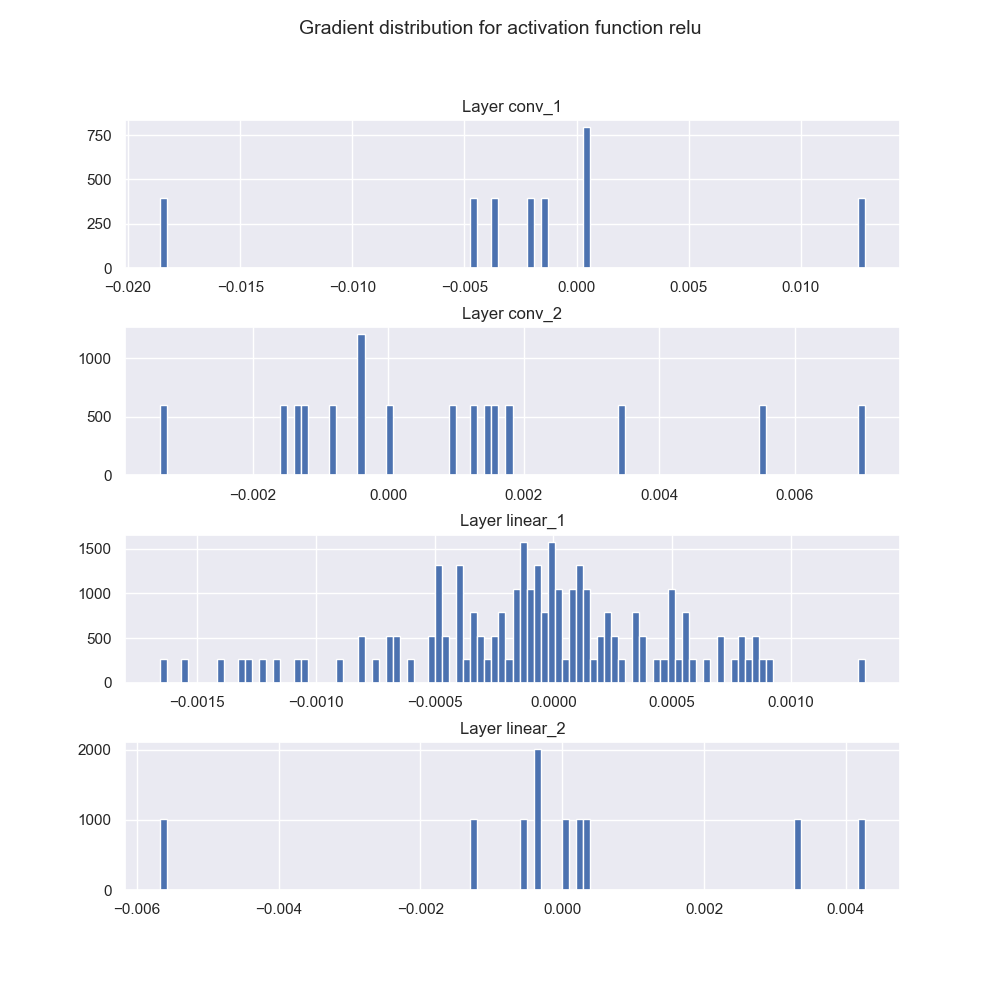 Gradient distribution for activation function relu
Layer conv_1
750
500
250
0
−0.020 −0.015 −0.010 −0.005 0.000 0.005 0.010
Layer conv_2
1000
500
0
−0.002 0.000 0.002 0.004 0.006
Layer linear_1
1500
1000
500
0
−0.0015 −0.0010 −0.0005 0.0000 0.0005 0.0010
Layer linear_2
2000
1000
0
−0.006 −0.004 −0.002 0.000 0.002 0.004